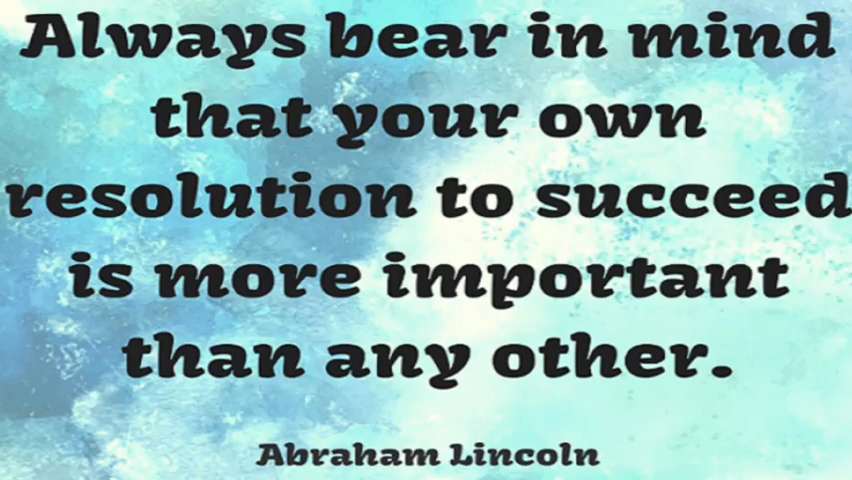 Always bear in mind
that your own
resolution to succeed
is more important
than any other.
Abraham Lincoln